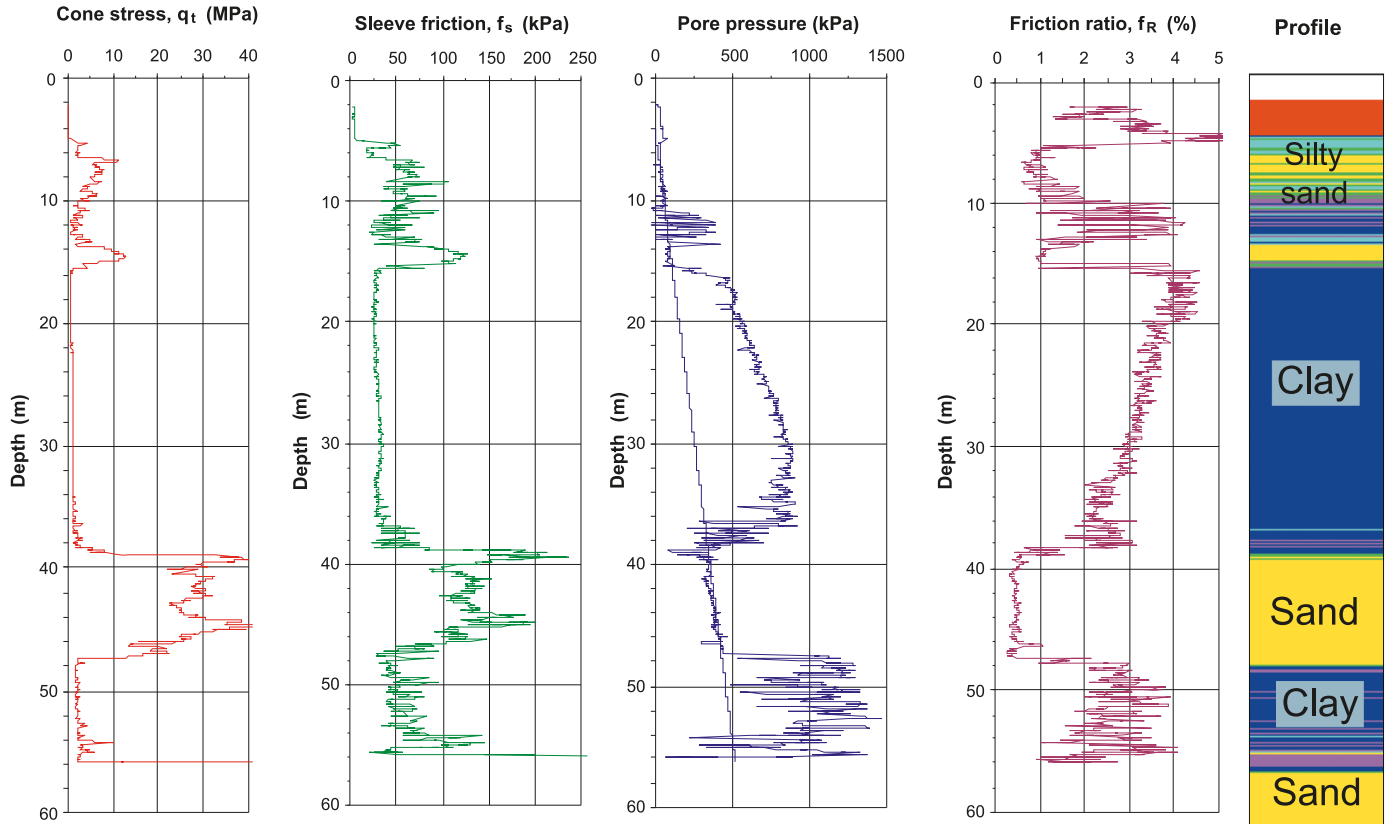 Cone stress, qt (MPa)
0 10 20 30 40
0
10
20
30
40
50
60
Depth (m)
Sleeve friction, fs (kPa)
0 50 100 150 200 250
0
10
20
30
40
50
60
Depth (m)
Pore pressure (kPa)
0 500 1000 1500
0
10
20
30
40
50
60
Depth (m)
Friction ratio, fR (%)
0 1 2 3 4 5
0
10
20
30
40
50
60
Depth (m)
Profile
Silty
sand
Clay
Sand
Clay
Sand